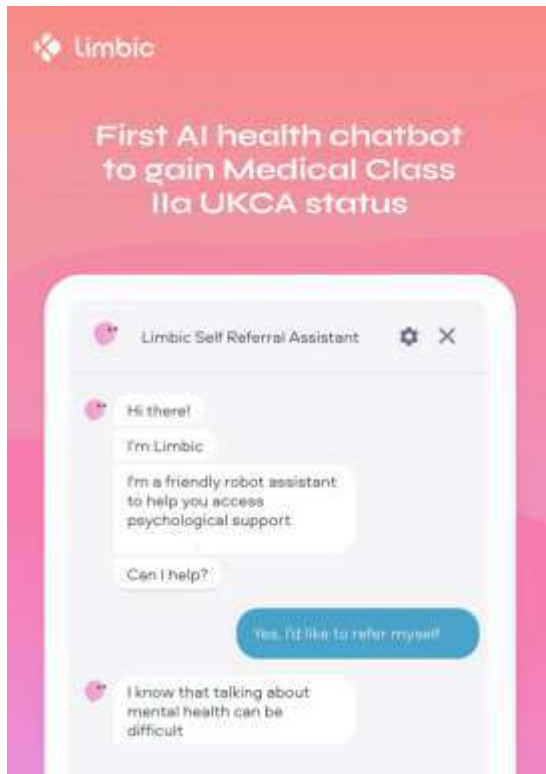 Limbic
First AI health chatbot
to gain Medical Class
IIa UKCA status
Limbic Self Referral Assistant
Hi there!
I'm Limbic
I'm a friendly robot assistant
to help you access
psychological support
Can I help?
Yes, I'd like to refer myself
I know that talking about
mental health can be
difficult